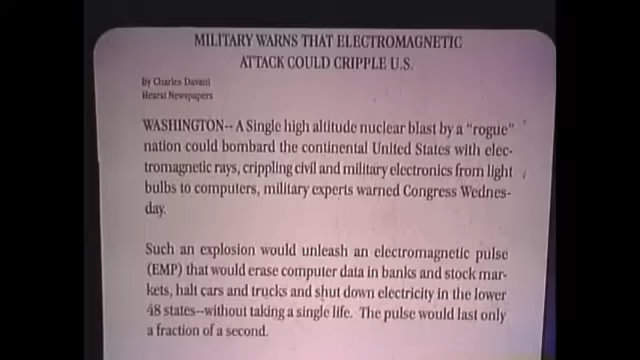 MILITARY WARNS THAT ELECTROMAGNETIC
ATTACK COULD CRIPPLE U.S.
by Charles Davani
Hearst Newspapers
WASHINGTON-- A Single high altitude nuclear blast by a "rogue"
nation could bombard the continental United States with elec-
tromagnetic rays, crippling civil and military electronics from light
bulbs to computers, military experts warned Congress Wednes-
day.
Such an explosion would unleash an electromagnetic pulse
(EMP) that would erase computer data in banks and stock mar-
kets, halt cars and trucks and shut down electricity in the lower
48 states--without taking a single life. The pulse would last only
a fraction of a second.